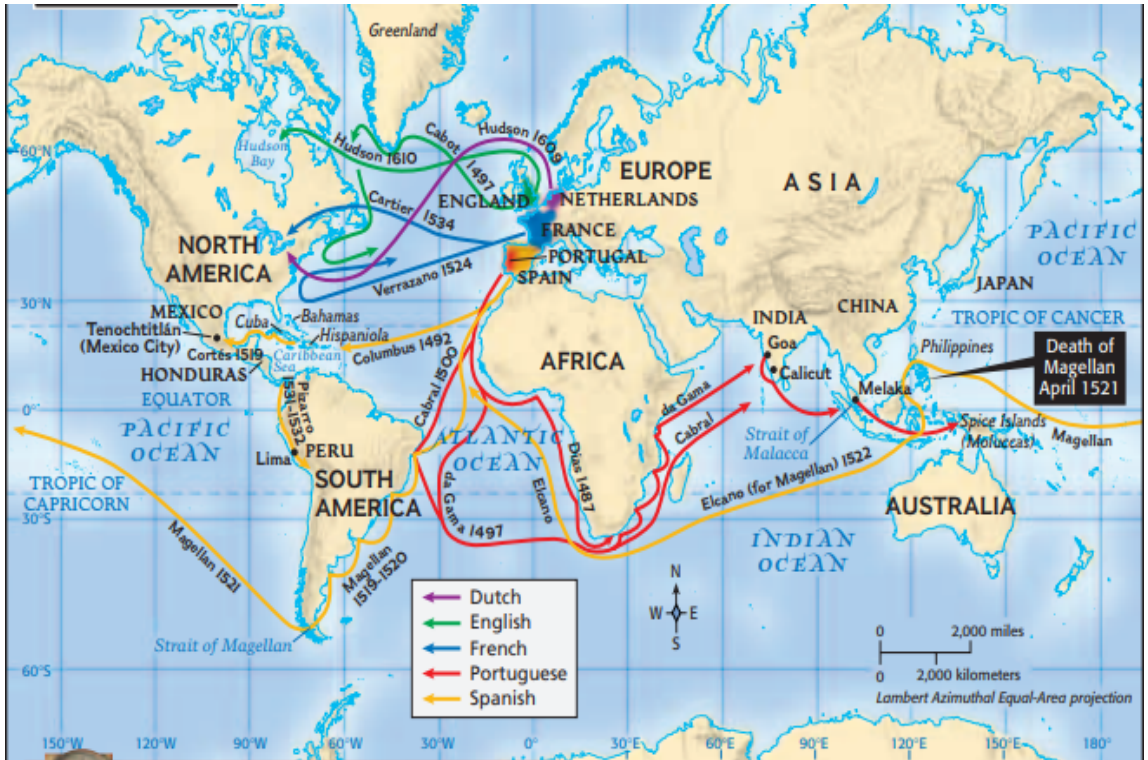 Greenland
60°N
Hudson
Bay
Hudson 1610
Cabot 1497
Hudson 1609
ENGLAND
NETHERLANDS
EUROPE
ASIA
Cartier 1534
FRANCE
NORTH
AMERICA
PORTUGAL
SPAIN
Verrazano 1524
PACIFIC
OCEAN
JAPAN
30°N
MEXICO
Tenochtitlán
(Mexico City)
Cuba
Bahamas
Hispaniola
CHINA
INDIA
TROPIC OF CANCER
Cortés 1519
Caribbean
Sea
Columbus 1492
HONDURAS
AFRICA
Goa
Calicut
Philippines
Death of
Magellan
April 1521
EQUATOR
0°
Pizarro
1531–1532
Cabral 1500
da Gama
Cabral
Melaka
Strait of
Malacca
Spice Islands
(Moluccas)
Magellan
PACIFIC
OCEAN
Lima
PERU
ATLANTIC
OCEAN
Dias 1487
SOUTH
AMERICA
TROPIC OF
CAPRICORN
Elcano
Elcano (for Magellan) 1522
AUSTRALIA
30°S
da Gama 1497
INDIAN
OCEAN
Magellan 1521
Magellan
1519–1520
Strait of Magellan
Dutch
English
French
Portuguese
Spanish
N
W E
S
0 2,000 miles
0 2,000 kilometers
Lambert Azimuthal Equal-Area projection
60°S
150°W 120°W 90°W 60°W 30°W 0° 30°E 60°E 90°E 120°E 150°E 180°